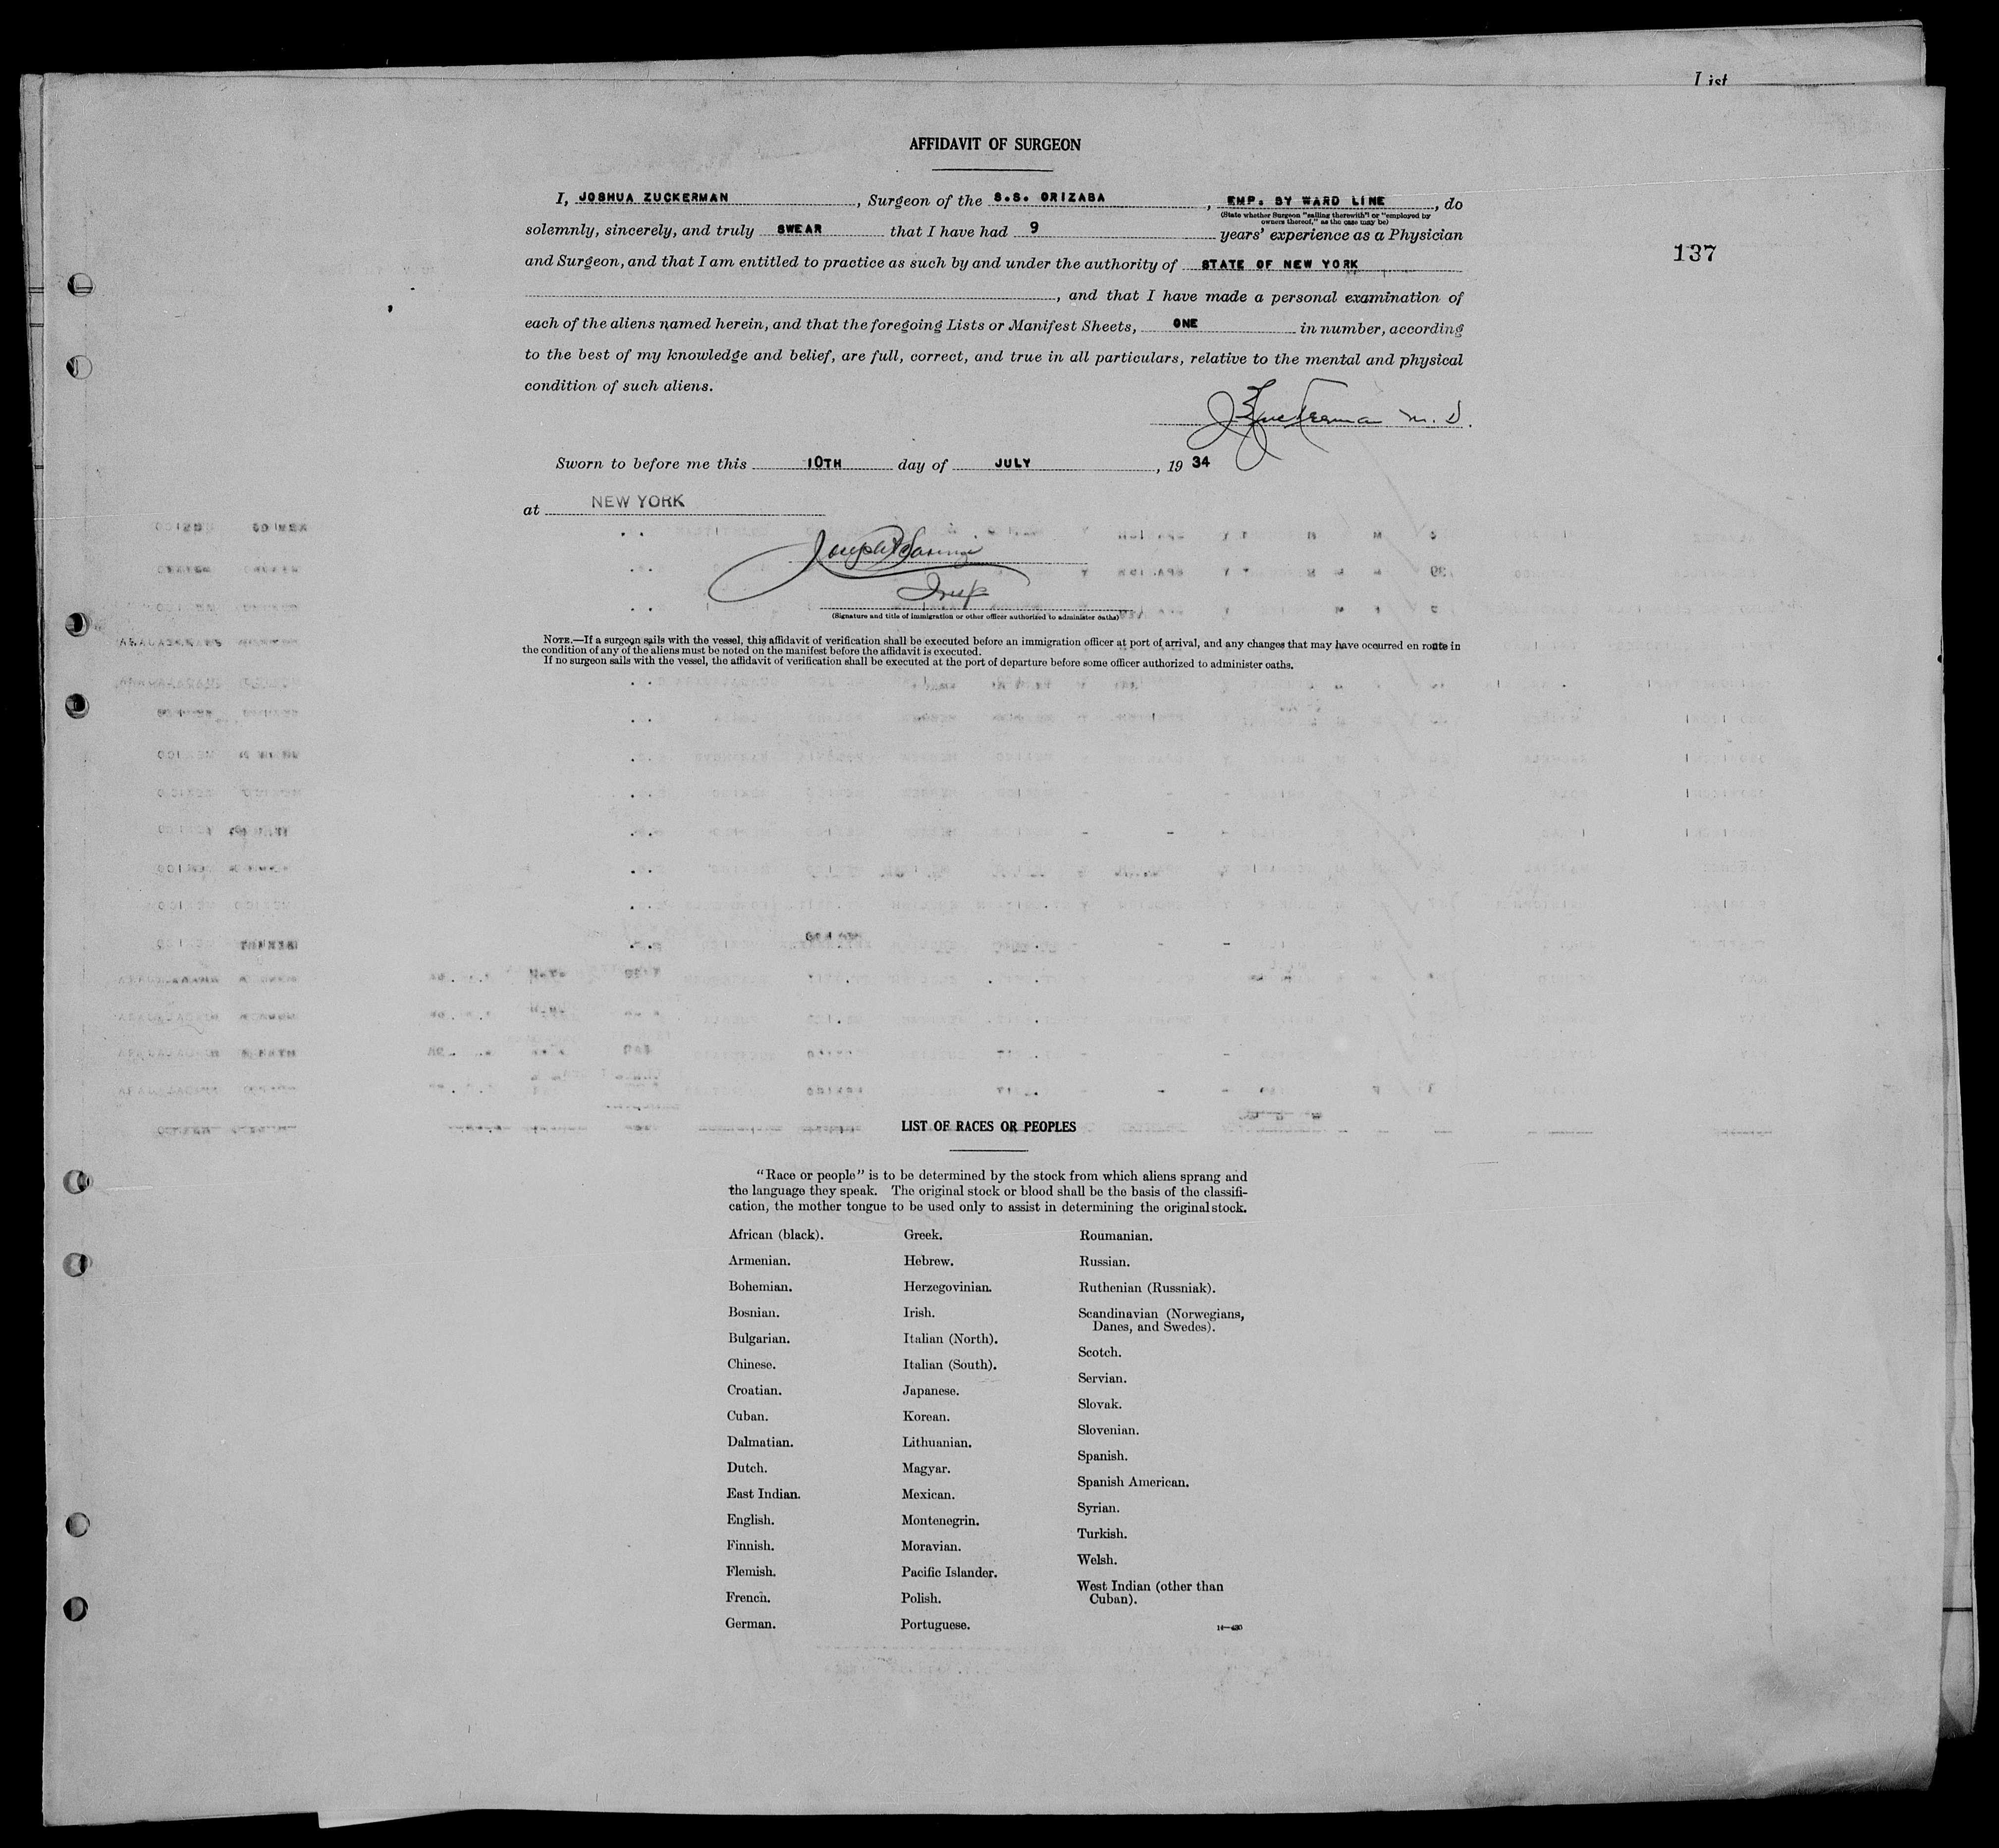 List
AFFIDAVIT OF SURGEON
I, JOSHUA ZUCKERMAN, Surgeon of the S.S. ORIZABA, EMP. BY WARD LINE, do
(State whether Surgeon "sailing therewith" or "employed by
owners thereof," as the case may be)
solemnly, sincerely, and truly SWEAR that I have had 9 years' experience as a Physician
137
and Surgeon, and that I am entitled to practice as such by and under the authority of STATE OF NEW YORK
, and that I have made a personal examination of
each of the aliens named herein, and that the foregoing Lists or Manifest Sheets, ONE in number, according
to the best of my knowledge and belief, are full, correct, and true in all particulars, relative to the mental and physical
condition of such aliens.
J Zuckerman M.D.
Sworn to before me this 10TH day of JULY, 1934
at NEW YORK
Joseph
Insp
(Signature and title of immigration or other officer authorized to administer oaths)
NOTE.—If a surgeon sails with the vessel, this affidavit of verification shall be executed before an immigration officer at port of arrival, and any changes that may have occurred en route in
the condition of any of the aliens must be noted on the manifest before the affidavit is executed.
If no surgeon sails with the vessel, the affidavit of verification shall be executed at the port of departure before some officer authorized to administer oaths.
LIST OF RACES OR PEOPLES
"Race or people" is to be determined by the stock from which aliens sprang and
the language they speak. The original stock or blood shall be the basis of the classifi-
cation, the mother tongue to be used only to assist in determining the original stock.
African (black).
Armenian.
Bohemian.
Bosnian.
Bulgarian.
Chinese.
Croatian.
Cuban.
Dalmatian.
Dutch.
East Indian.
English.
Finnish.
Flemish.
French.
German.
Greek.
Hebrew.
Herzegovinian.
Irish.
Italian (North).
Italian (South).
Japanese.
Korean.
Lithuanian.
Magyar.
Mexican.
Montenegrin.
Moravian.
Pacific Islander.
Polish.
Portuguese.
Roumanian.
Russian.
Ruthenian (Russniak).
Scandinavian (Norwegians,
Danes, and Swedes).
Scotch.
Servian.
Slovak.
Slovenian.
Spanish.
Spanish American.
Syrian.
Turkish.
Welsh.
West Indian (other than
Cuban).